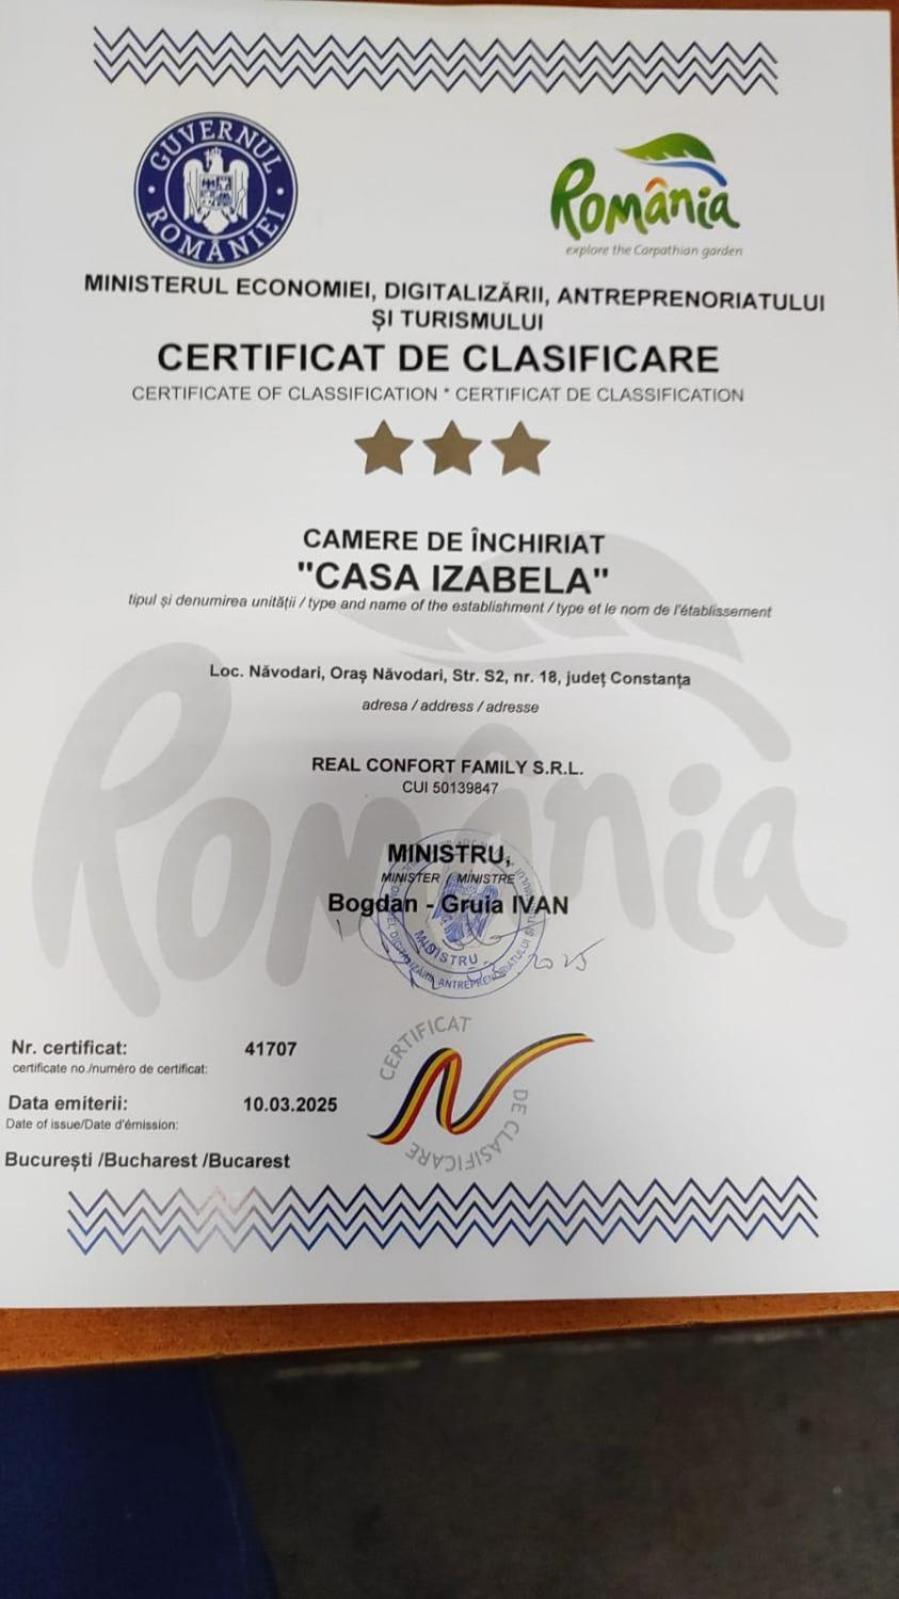 GUVERNUL ROMÂNIEI
România
explore the Carpathian garden
MINISTERUL ECONOMIEI, DIGITALIZĂRII, ANTREPRENORIATULUI
ȘI TURISMULUI
CERTIFICAT DE CLASIFICARE
CERTIFICATE OF CLASSIFICATION * CERTIFICAT DE CLASSIFICATION
CAMERE DE ÎNCHIRIAT
"CASA IZABELA"
tipul și denumirea unității / type and name of the establishment / type et le nom de l'établissement
Loc. Năvodari, Oraș Năvodari, Str. S2, nr. 18, județ Constanța
adresa / address / adresse
România
REAL CONFORT FAMILY S.R.L.
CUI 50139847
MINISTRU,
MINISTER / MINISTRE
Bogdan - Gruia IVAN
MINISTRU
2025
Nr. certificat: 41707
certificate no./numéro de certificat:
Data emiterii: 10.03.2025
Date of issue/Date d'émission:
București /Bucharest /Bucarest
CERTIFICAT DE CLASIFICARE